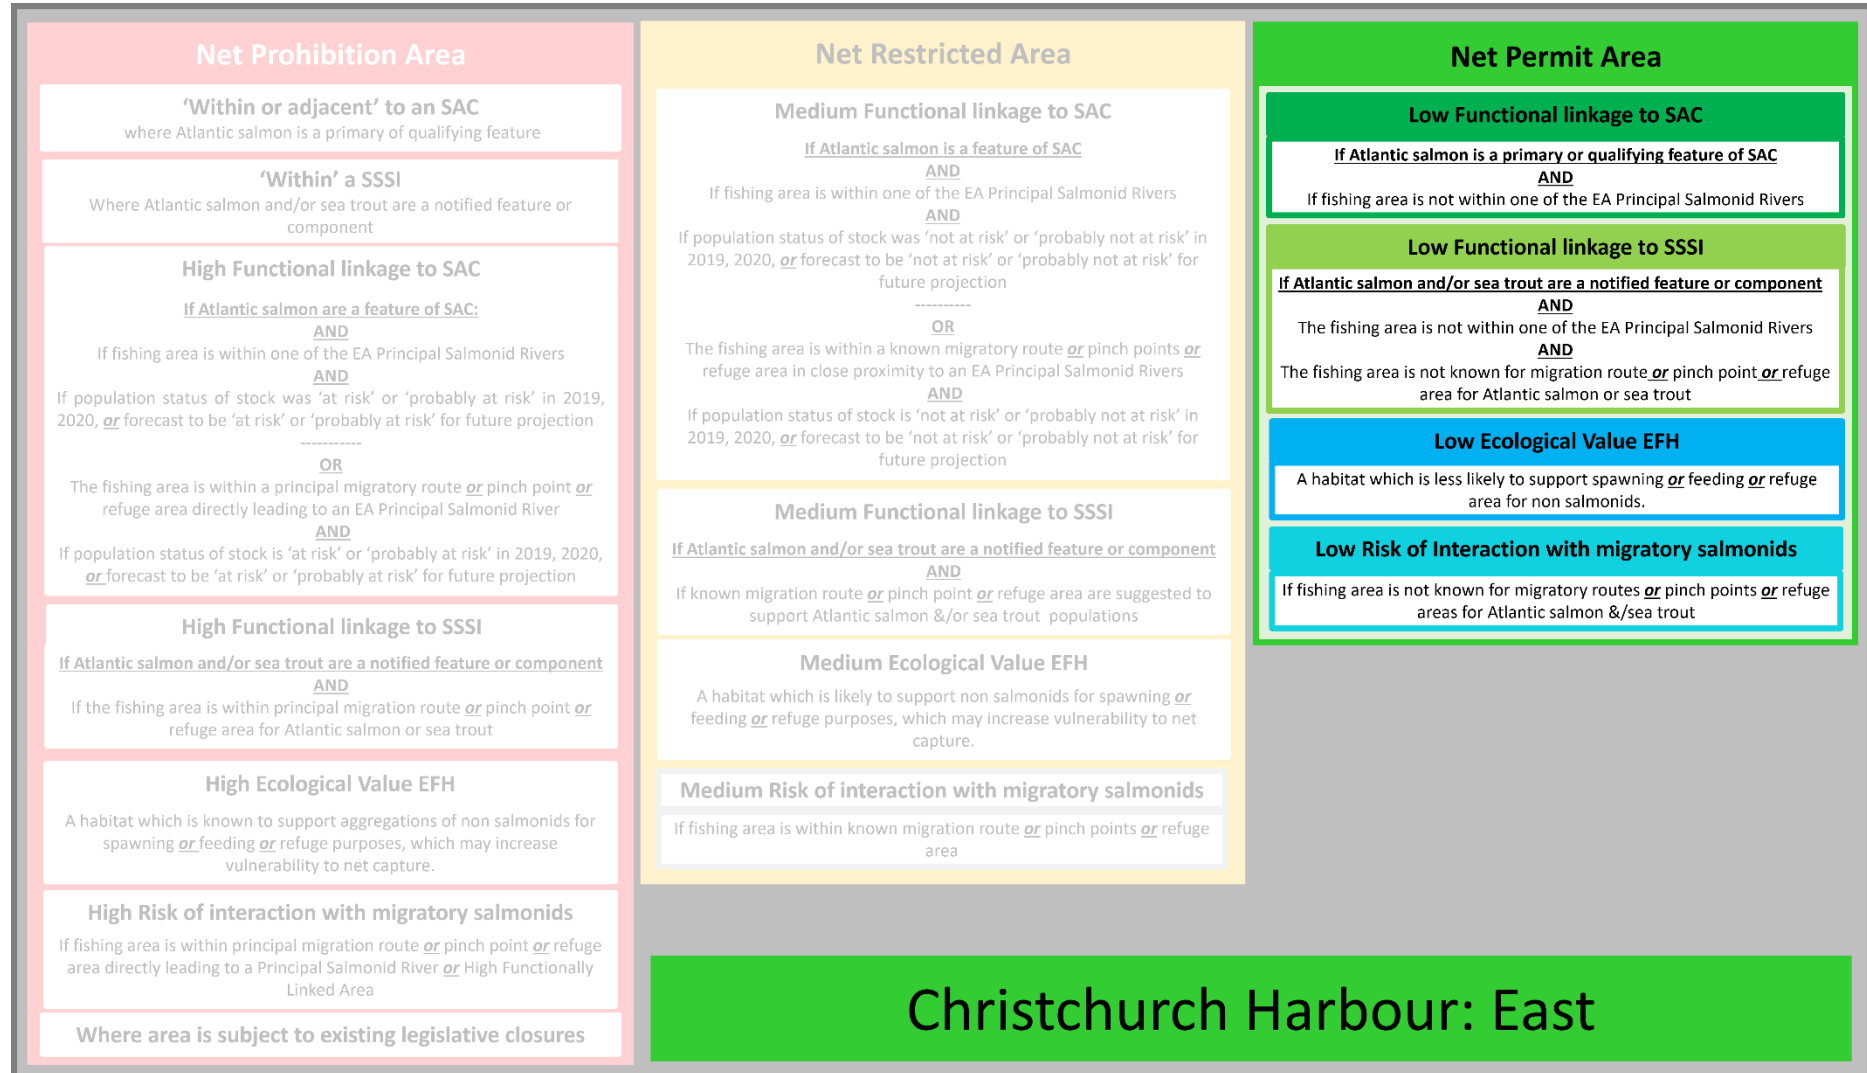 Net Prohibition Area
‘Within or adjacent’ to an SAC
where Atlantic salmon is a primary of qualifying feature
‘Within’ a SSSI
Where Atlantic salmon and/or sea trout are a notified feature or
component
High Functional linkage to SAC
If Atlantic salmon are a feature of SAC:
AND
If fishing area is within one of the EA Principal Salmonid Rivers
AND
If population status of stock was ‘at risk’ or ‘probably at risk’ in 2019,
2020, or forecast to be ‘at risk’ or ‘probably at risk’ for future projection
-----------
OR
The fishing area is within a principal migratory route or pinch point or
refuge area directly leading to an EA Principal Salmonid River
AND
If population status of stock is ‘at risk’ or ‘probably at risk’ in 2019, 2020,
or forecast to be ‘at risk’ or ‘probably at risk’ for future projection
High Functional linkage to SSSI
If Atlantic salmon and/or sea trout are a notified feature or component
AND
If the fishing area is within principal migration route or pinch point or
refuge area for Atlantic salmon or sea trout
High Ecological Value EFH
A habitat which is known to support aggregations of non salmonids for
spawning or feeding or refuge purposes, which may increase
vulnerability to net capture.
High Risk of interaction with migratory salmonids
If fishing area is within principal migration route or pinch point or refuge
area directly leading to a Principal Salmonid River or High Functionally
Linked Area
Where area is subject to existing legislative closures
Net Restricted Area
Medium Functional linkage to SAC
If Atlantic salmon is a feature of SAC
AND
If fishing area is within one of the EA Principal Salmonid Rivers
AND
If population status of stock was ‘not at risk’ or ‘probably not at risk’ in
2019, 2020, or forecast to be ‘not at risk’ or ‘probably not at risk’ for
future projection
----------
OR
The fishing area is within a known migratory route or pinch points or
refuge area in close proximity to an EA Principal Salmonid Rivers
AND
If population status of stock is ‘not at risk’ or ‘probably not at risk’ in
2019, 2020, or forecast to be ‘not at risk’ or ‘probably not at risk’ for
future projection
Medium Functional linkage to SSSI
If Atlantic salmon and/or sea trout are a notified feature or component
AND
If known migration route or pinch point or refuge area are suggested to
support Atlantic salmon &/or sea trout populations
Medium Ecological Value EFH
A habitat which is likely to support non salmonids for spawning or
feeding or refuge purposes, which may increase vulnerability to net
capture.
Medium Risk of interaction with migratory salmonids
If fishing area is within known migration route or pinch points or refuge
area
Net Permit Area
Low Functional linkage to SAC
If Atlantic salmon is a primary or qualifying feature of SAC
AND
If fishing area is not within one of the EA Principal Salmonid Rivers
Low Functional linkage to SSSI
If Atlantic salmon and/or sea trout are a notified feature or component
AND
The fishing area is not within one of the EA Principal Salmonid Rivers
AND
The fishing area is not known for migration route or pinch point or refuge
area for Atlantic salmon or sea trout
Low Ecological Value EFH
A habitat which is less likely to support spawning or feeding or refuge
area for non salmonids.
Low Risk of Interaction with migratory salmonids
If fishing area is not known for migratory routes or pinch points or refuge
areas for Atlantic salmon &/sea trout
Christchurch Harbour: East